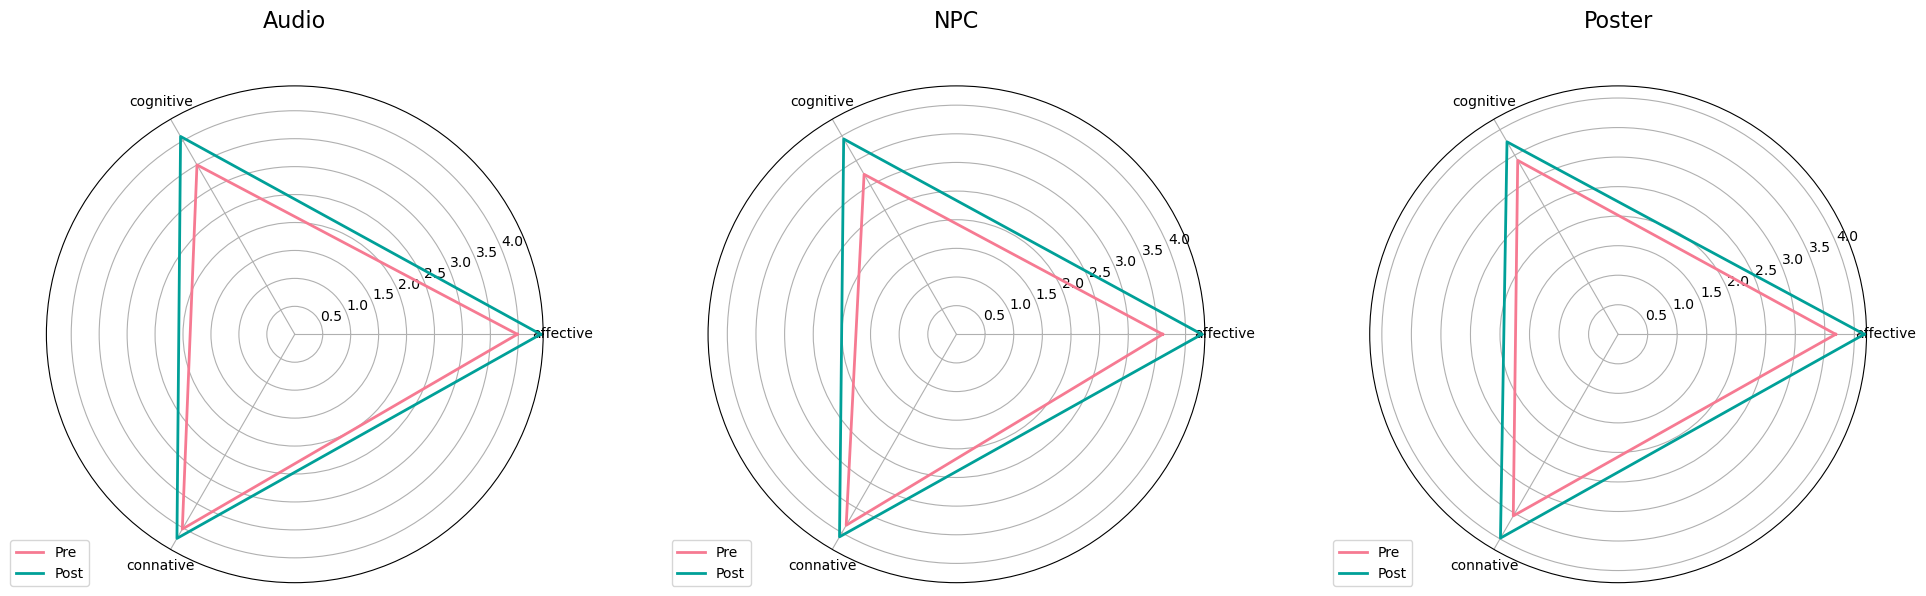 Audio
cognitive
0.5
1.0
1.5
2.0
2.5
3.0
3.5
4.0
affective
connative
Pre
Post
NPC
cognitive
0.5
1.0
1.5
2.0
2.5
3.0
3.5
4.0
affective
connative
Pre
Post
Poster
cognitive
0.5
1.0
1.5
2.0
2.5
3.0
3.5
4.0
affective
connative
Pre
Post